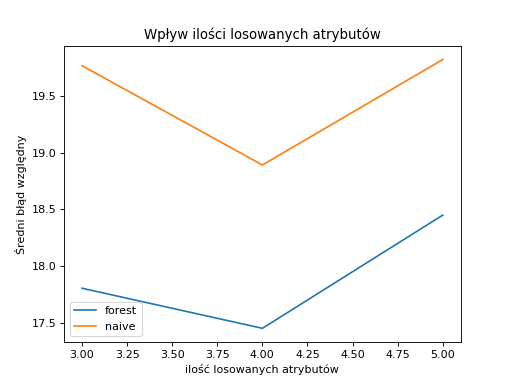 Wpływ ilości losowanych atrybutów
Średni błąd względny
19.5
19.0
18.5
18.0
17.5
forest
naive
3.00 3.25 3.50 3.75 4.00 4.25 4.50 4.75 5.00
ilość losowanych atrybutów